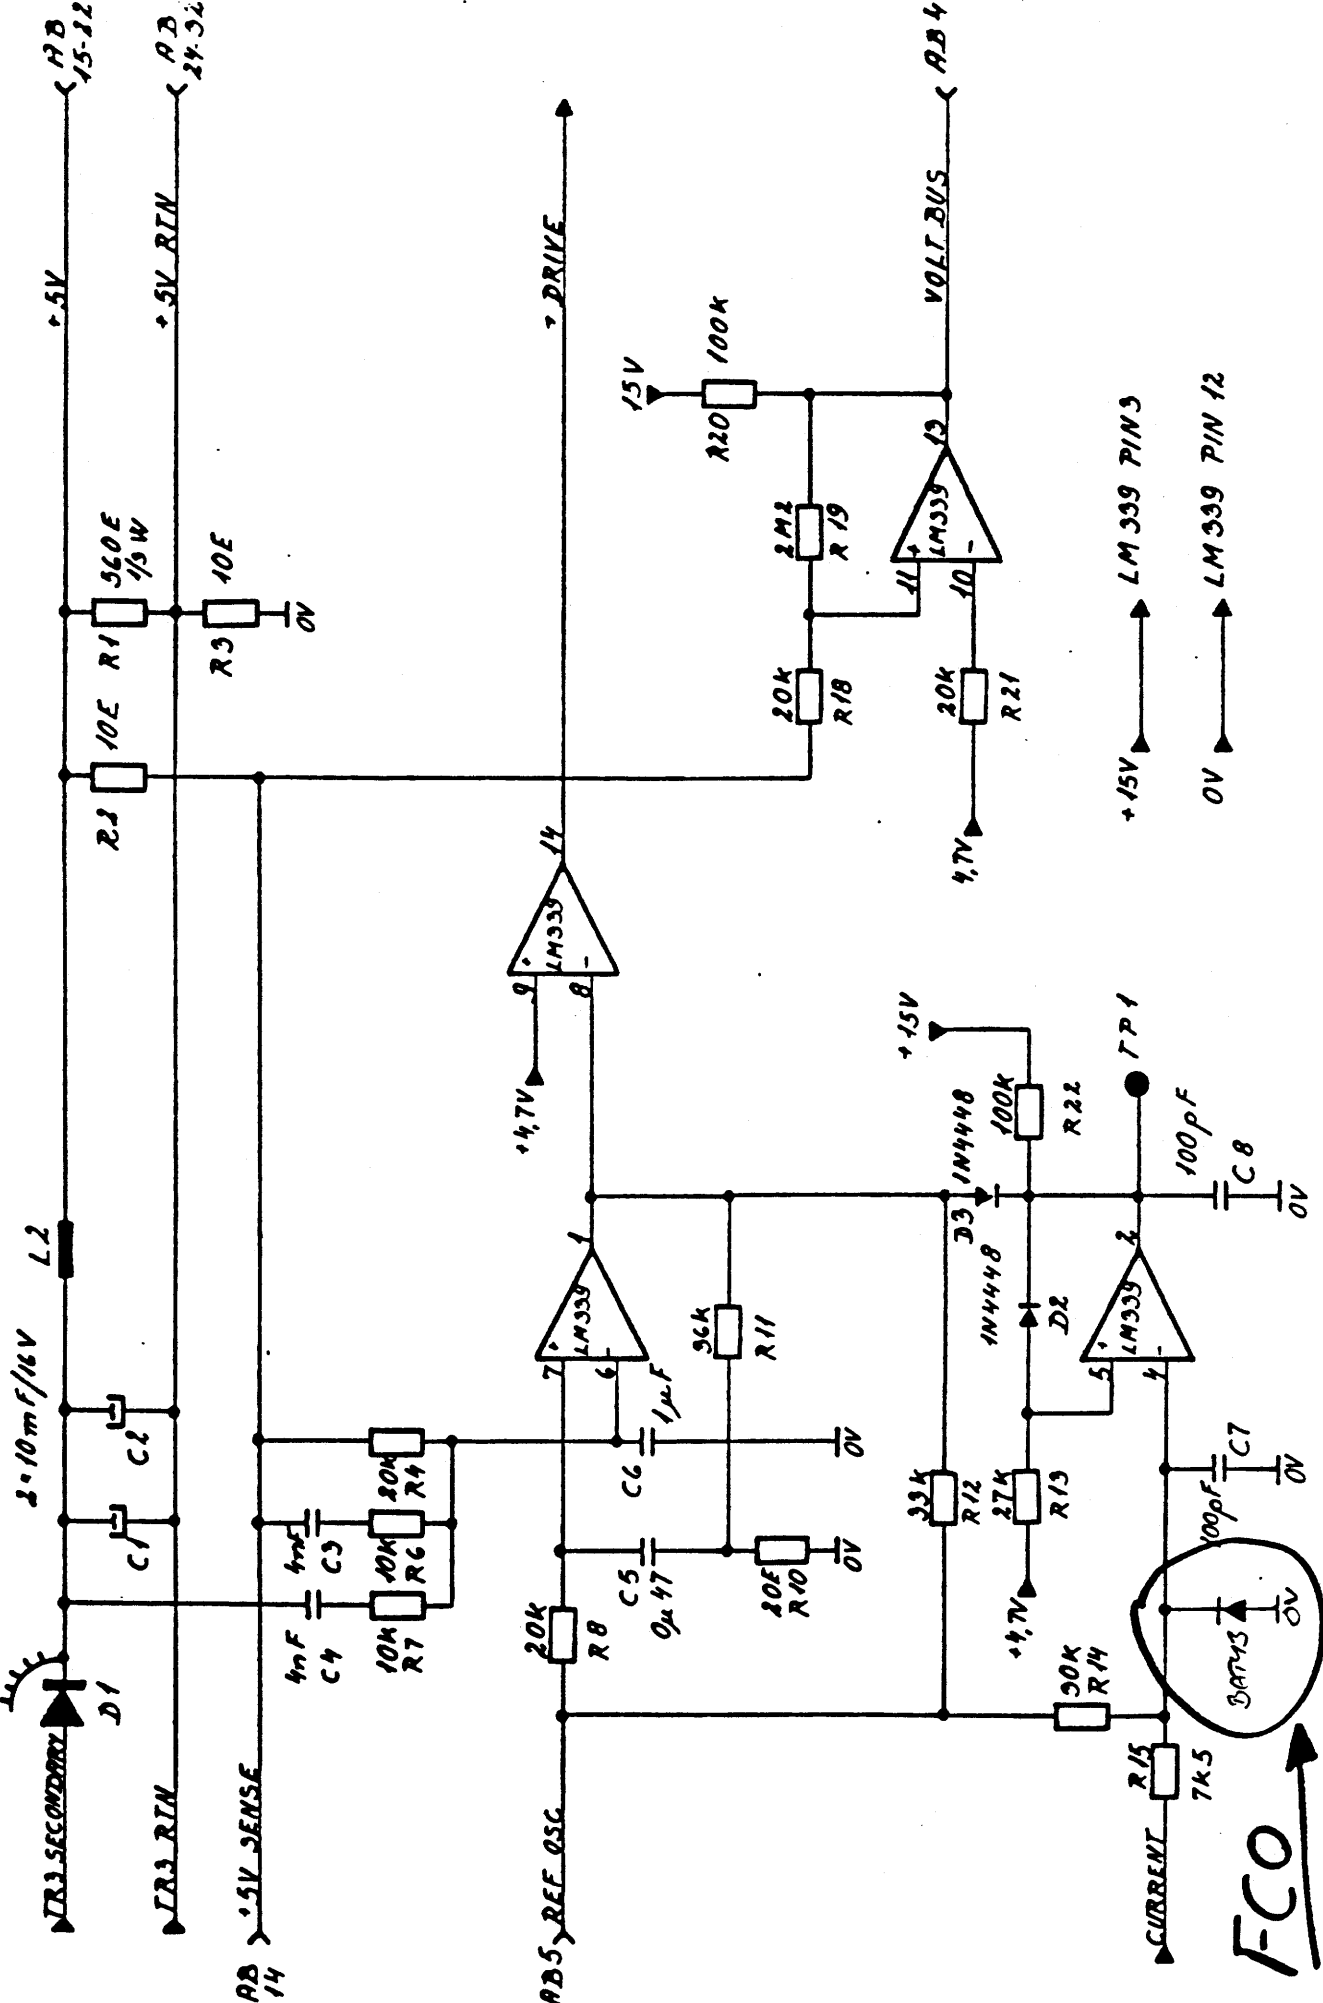 TR3 SECONDARY
D1
2*10mF/16V
C1
C2
L2
R2
10E
R1
560E
1/3W
+5V
AB
15-22
TR3 RTN
R3
10E
0V
+5V RTN
AB
24-32
AB
14
+5V SENSE
4nF
C4
10K
R7
4nF
C3
10K
R6
20K
R4
AB5
REF OSC
20K
R8
C5
0µ47
20E
R10
0V
C6
1µF
0V
7
6
+
-
LM339
1
36K
R11
+4,7V
9
8
+
-
LM339
14
+DRIVE
20K
R18
2M2
R19
15V
R20
100K
11
10
+
-
LM339
13
VOLT BUS
AB4
4,7V
20K
R21
33K
R12
D3
1N4448
+15V
100K
R22
1N4448
D2
+4,7V
27K
R13
30K
R14
5
4
+
-
LM339
2
TP1
100pF
C8
0V
CURRENT
R15
7K5
BAT43
0V
100pF
C7
0V
FCO
+15V
LM339 PIN3
0V
LM339 PIN 12